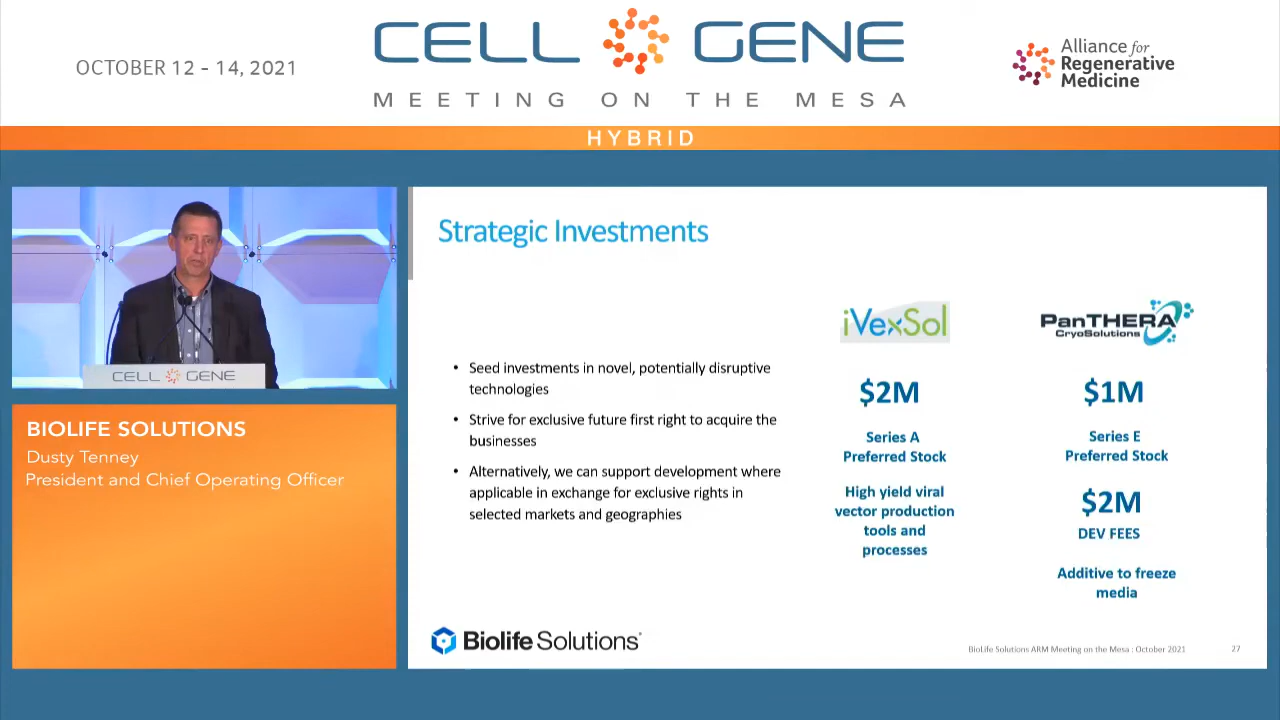 OCTOBER 12 - 14, 2021
CELL GENE
MEETING ON THE MESA
Alliance for
Regenerative
Medicine
HYBRID
CELL GENE
BIOLIFE SOLUTIONS
Dusty Tenney
President and Chief Operating Officer
Strategic Investments
• Seed investments in novel, potentially disruptive
technologies
• Strive for exclusive future first right to acquire the
businesses
• Alternatively, we can support development where
applicable in exchange for exclusive rights in
selected markets and geographies
iVexSol
$2M
Series A
Preferred Stock
High yield viral
vector production
tools and
processes
PanTHERA
CryoSolutions
$1M
Series E
Preferred Stock
$2M
DEV FEES
Additive to freeze
media
Biolife Solutions
BioLife Solutions ARM Meeting on the Mesa : October 2021
27